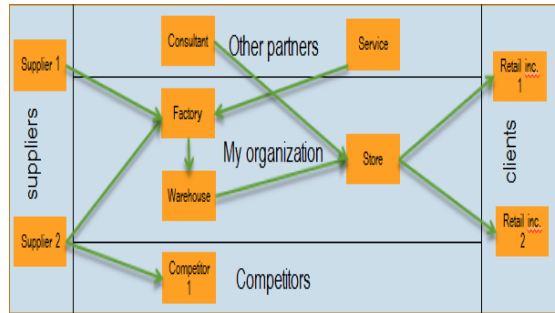 Consultant
Other partners
Service
Supplier 1
Retail inc.
1
Factory
suppliers
My organization
Store
clients
Warehouse
Supplier 2
Retail inc.
2
Competitor
1
Competitors